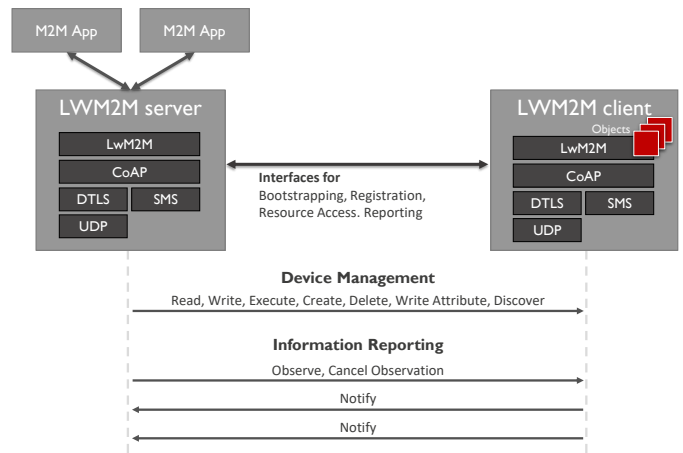 M2M App
M2M App
LWM2M server
LwM2M
CoAP
DTLS
SMS
UDP
Interfaces for
Bootstrapping, Registration,
Resource Access. Reporting
LWM2M client
Objects
LwM2M
CoAP
DTLS
SMS
UDP
Device Management
Read, Write, Execute, Create, Delete, Write Attribute, Discover
Information Reporting
Observe, Cancel Observation
Notify
Notify